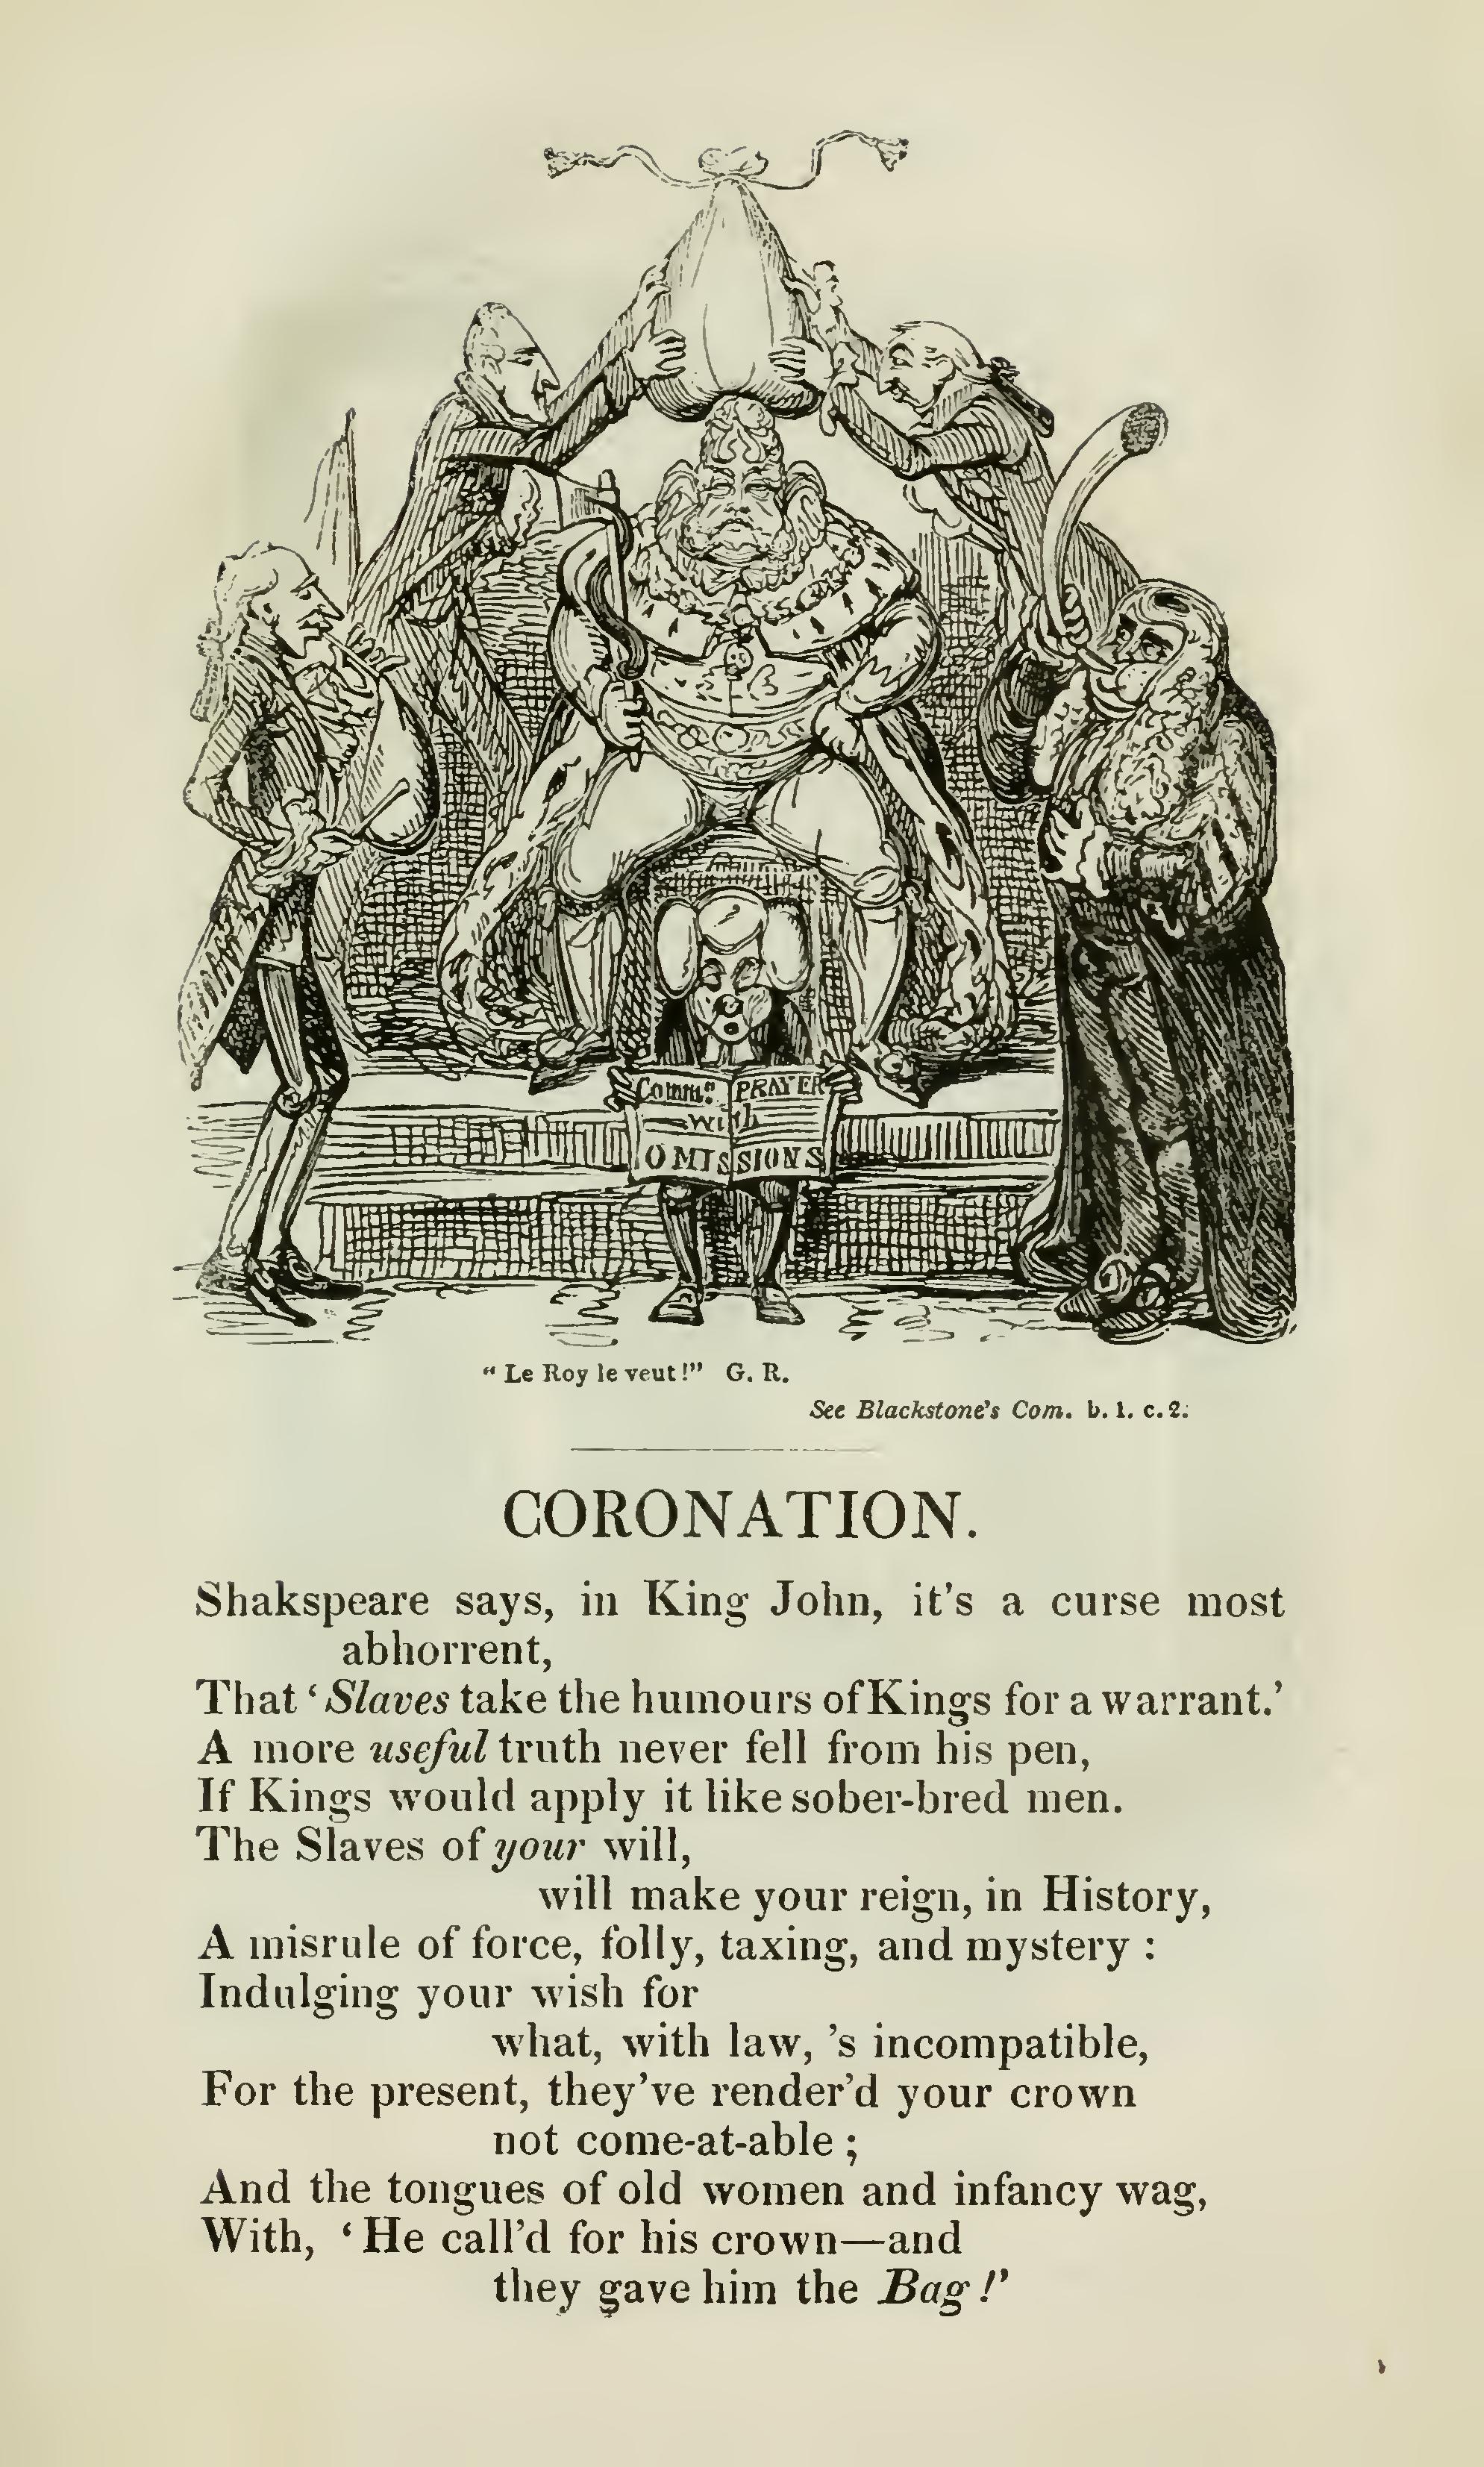 Comm:n PRAYER
with
OMISSIONS
“ Le Roy le veut !” G. R.
See Blackstone's Com. b. 1. c. 2.
CORONATION.
Shakspeare says, in King John, it's a curse most
abhorrent,
That ‘ Slaves take the humours of Kings for a warrant.’
A more useful truth never fell from his pen,
If Kings would apply it like sober-bred men.
The Slaves of your will,
will make your reign, in History,
A misrule of force, folly, taxing, and mystery :
Indulging your wish for
what, with law, 's incompatible,
For the present, they've render'd your crown
not come-at-able ;
And the tongues of old women and infancy wag,
With, ‘ He call'd for his crown—and
they gave him the Bag !’